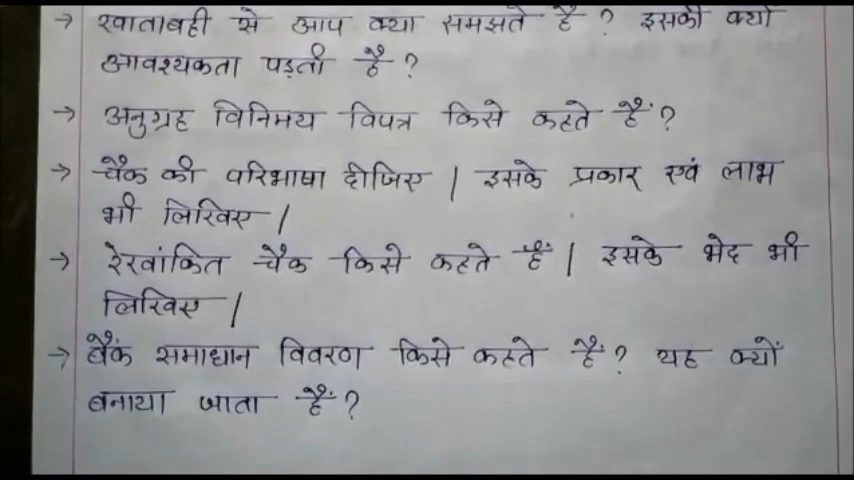 → खाताबही से आप क्या समझते हैं ? इसकी क्यों
आवश्यकता पड़ती है ?
→ अनुग्रह विनिमय विपत्र किसे कहते हैं ?
→ चैक की परिभाषा दीजिए | इसके प्रकार एवं लाभ
भी लिखिए |
→ रेखांकित चैक किसे कहते हैं | इसके भेद भी
लिखिए |
→ बैंक समाधान विवरण किसे कहते हैं ? यह क्यों
बनाया जाता हैं ?